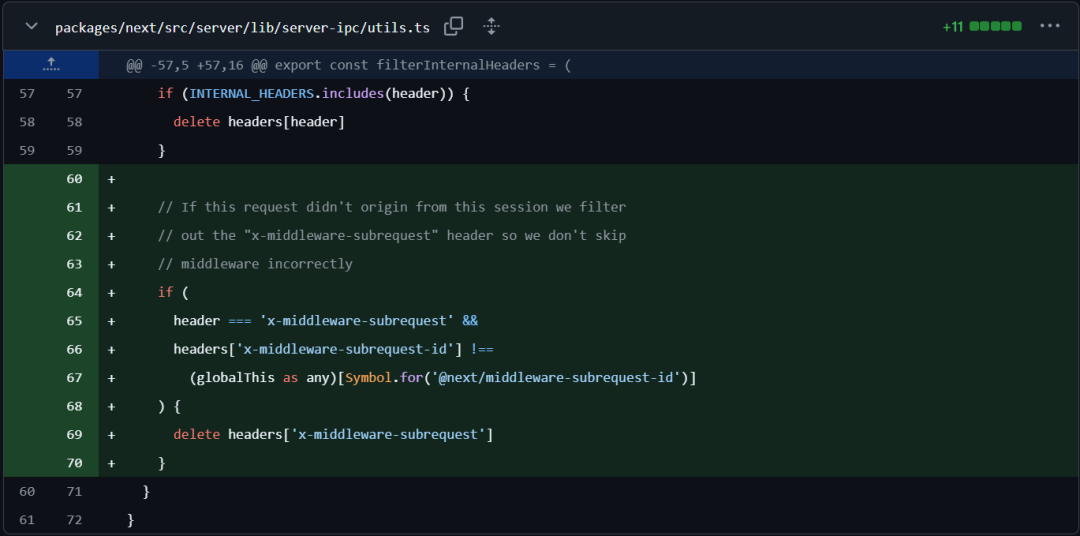 packages/next/src/server/lib/server-ipc/utils.ts +11
@@ -57,5 +57,16 @@ export const filterInternalHeaders = (
57 57 if (INTERNAL_HEADERS.includes(header)) {
58 58 delete headers[header]
59 59 }
60 +
61 + // If this request didn't origin from this session we filter
62 + // out the "x-middleware-subrequest" header so we don't skip
63 + // middleware incorrectly
64 + if (
65 + header === 'x-middleware-subrequest' &&
66 + headers['x-middleware-subrequest-id'] !==
67 + (globalThis as any)[Symbol.for('@next/middleware-subrequest-id')]
68 + ) {
69 + delete headers['x-middleware-subrequest']
70 + }
60 71 }
61 72 }